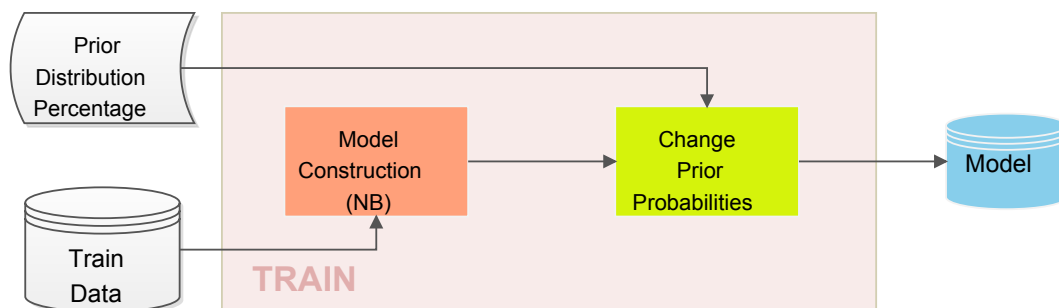 Prior
Distribution
Percentage
Model
Construction
(NB)
Change
Prior
Probabilities
Model
Train
Data
TRAIN